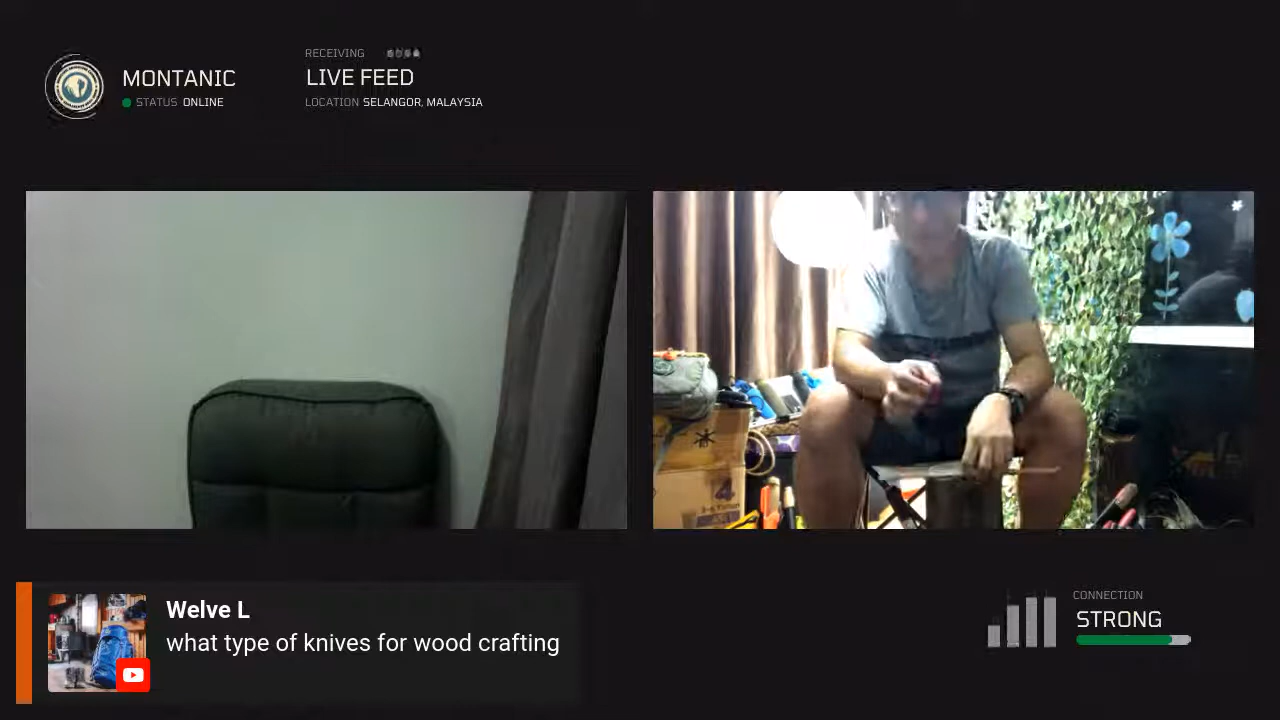 MONTANIC
STATUS ONLINE
RECEIVING
LIVE FEED
LOCATION SELANGOR, MALAYSIA
4
Welve L
what type of knives for wood crafting
CONNECTION
STRONG